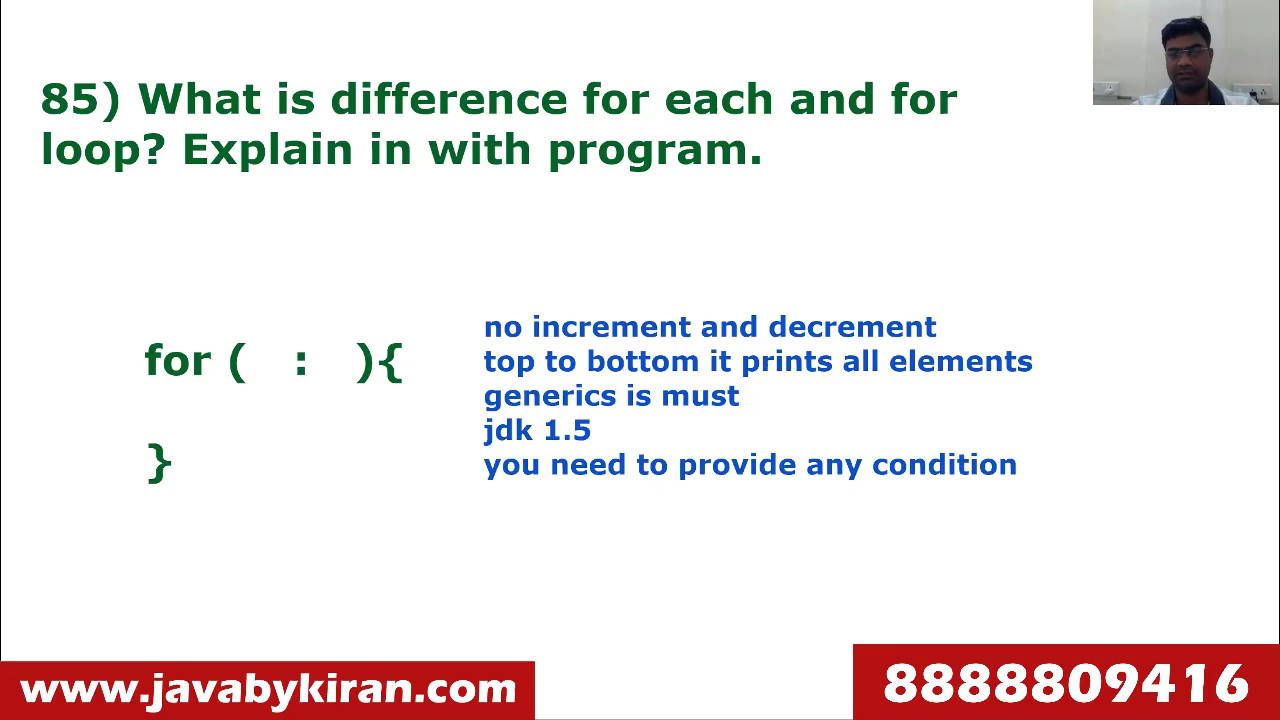 85) What is difference for each and for
loop? Explain in with program.
for (   :   ){
}
no increment and decrement
top to bottom it prints all elements
generics is must
jdk 1.5
you need to provide any condition
www.javabykiran.com
8888809416